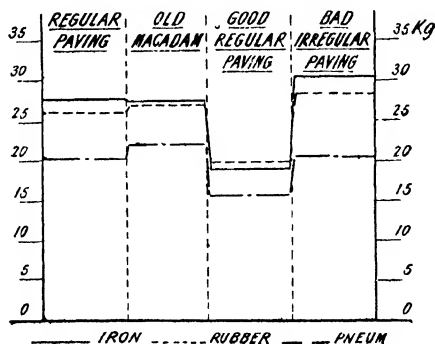 REGULAR PAVING
OLD MACADAM
GOOD REGULAR PAVING
BAD IRREGULAR PAVING
35 35 Kg
30 30
25 25
20 20
15 15
10 10
5 5
0 0
IRON RUBBER PNEUM